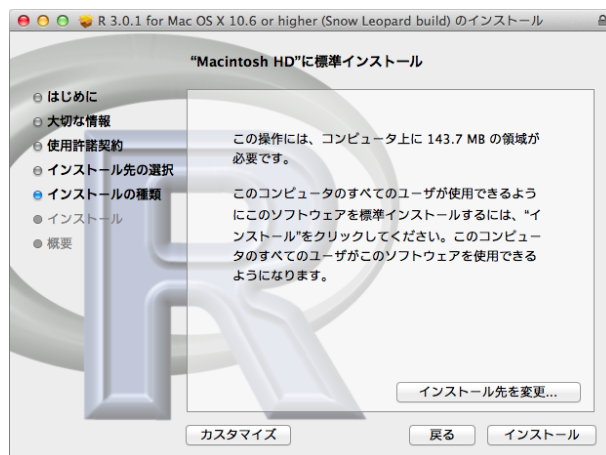 R 3.0.1 for Mac OS X 10.6 or higher (Snow Leopard build) のインストール
“Macintosh HD”に標準インストール
はじめに
大切な情報
使用許諾契約
インストール先の選択
インストールの種類
インストール
概要
この操作には、コンピュータ上に 143.7 MB の領域が
必要です。
このコンピュータのすべてのユーザが使用できるよう
にこのソフトウェアを標準インストールするには、“イ
ンストール”をクリックしてください。このコンピュー
タのすべてのユーザがこのソフトウェアを使用できる
ようになります。
インストール先を変更...
カスタマイズ
戻る
インストール